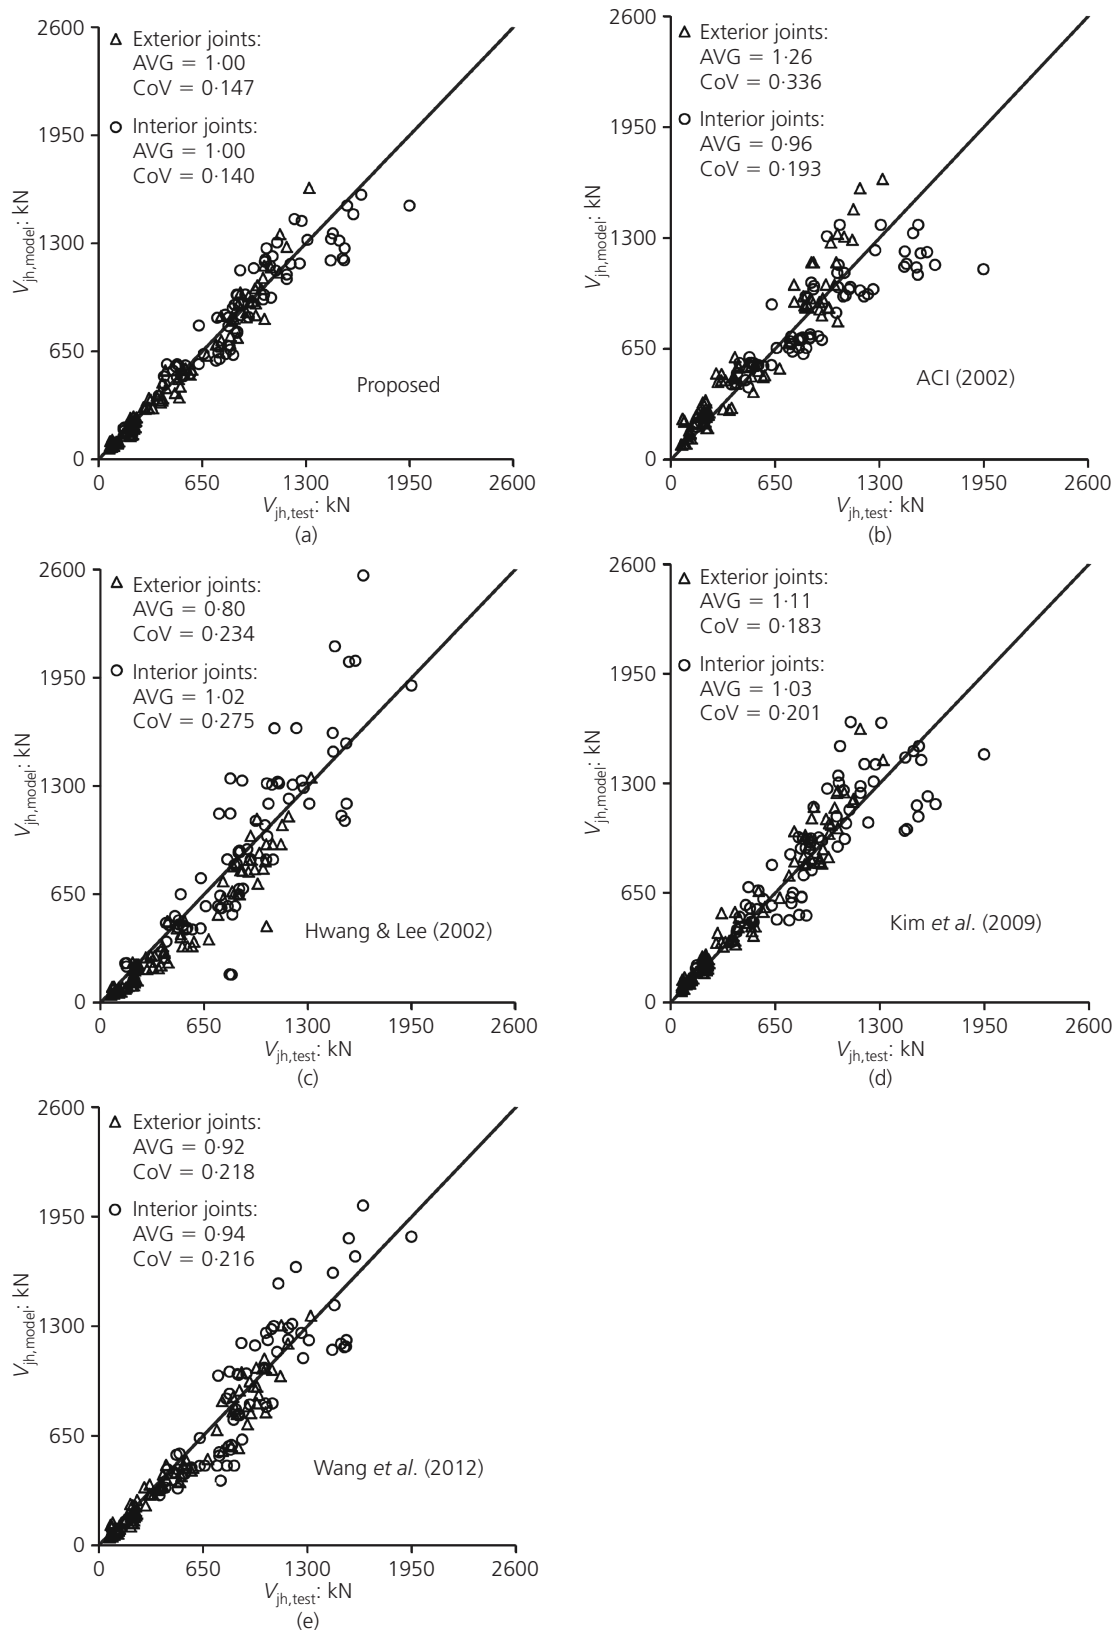 2600
1950
1300
650
0
V_jh,model: kN
△ Exterior joints:
AVG = 1·00
CoV = 0·147
○ Interior joints:
AVG = 1·00
CoV = 0·140
Proposed
0 650 1300 1950 2600
V_jh,test: kN
(a)
2600
1950
1300
650
0
V_jh,model: kN
△ Exterior joints:
AVG = 1·26
CoV = 0·336
○ Interior joints:
AVG = 0·96
CoV = 0·193
ACI (2002)
0 650 1300 1950 2600
V_jh,test: kN
(b)
2600
1950
1300
650
0
V_jh,model: kN
△ Exterior joints:
AVG = 0·80
CoV = 0·234
○ Interior joints:
AVG = 1·02
CoV = 0·275
Hwang & Lee (2002)
0 650 1300 1950 2600
V_jh,test: kN
(c)
2600
1950
1300
650
0
V_jh,model: kN
△ Exterior joints:
AVG = 1·11
CoV = 0·183
○ Interior joints:
AVG = 1·03
CoV = 0·201
Kim et al. (2009)
0 650 1300 1950 2600
V_jh,test: kN
(d)
2600
1950
1300
650
0
V_jh,model: kN
△ Exterior joints:
AVG = 0·92
CoV = 0·218
○ Interior joints:
AVG = 0·94
CoV = 0·216
Wang et al. (2012)
0 650 1300 1950 2600
V_jh,test: kN
(e)